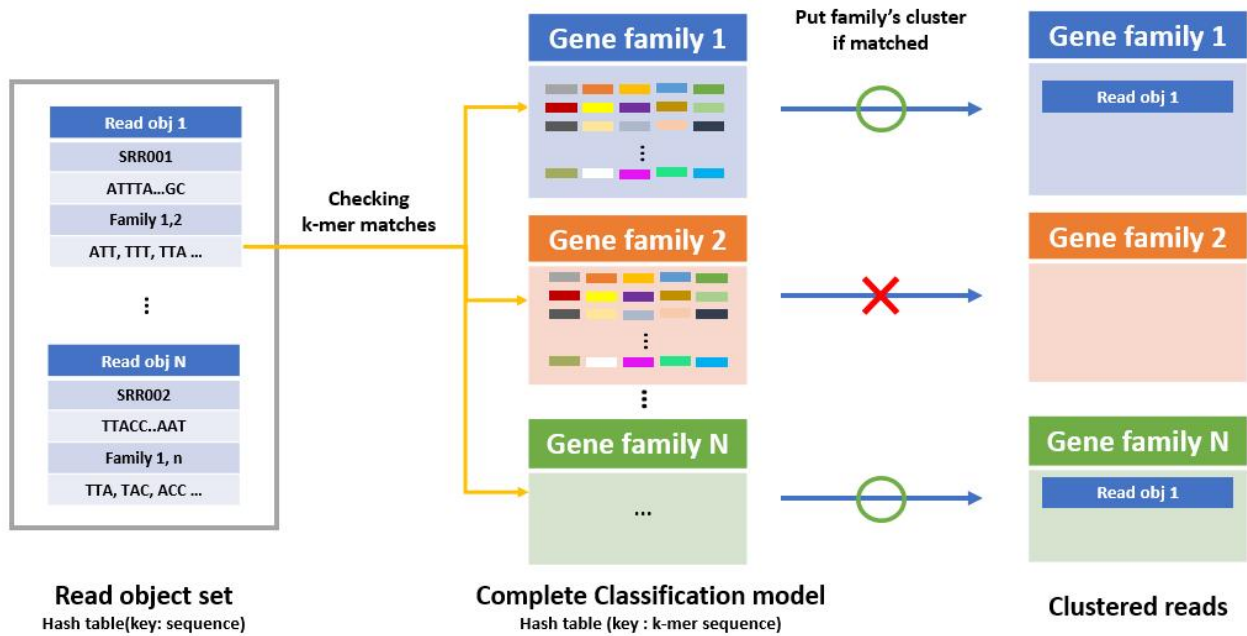 Read obj 1
SRR001
ATTTA...GC
Family 1,2
ATT, TTT, TTA ...
⋮
Read obj N
SRR002
TTACC..AAT
Family 1, n
TTA, TAC, ACC ...
Read object set
Hash table(key: sequence)
Checking
k-mer matches
Gene family 1
⋮
Gene family 2
⋮
⋮
Gene family N
...
Complete Classification model
Hash table (key : k-mer sequence)
Put family's cluster
if matched
Gene family 1
Read obj 1
Gene family 2
Gene family N
Read obj 1
Clustered reads